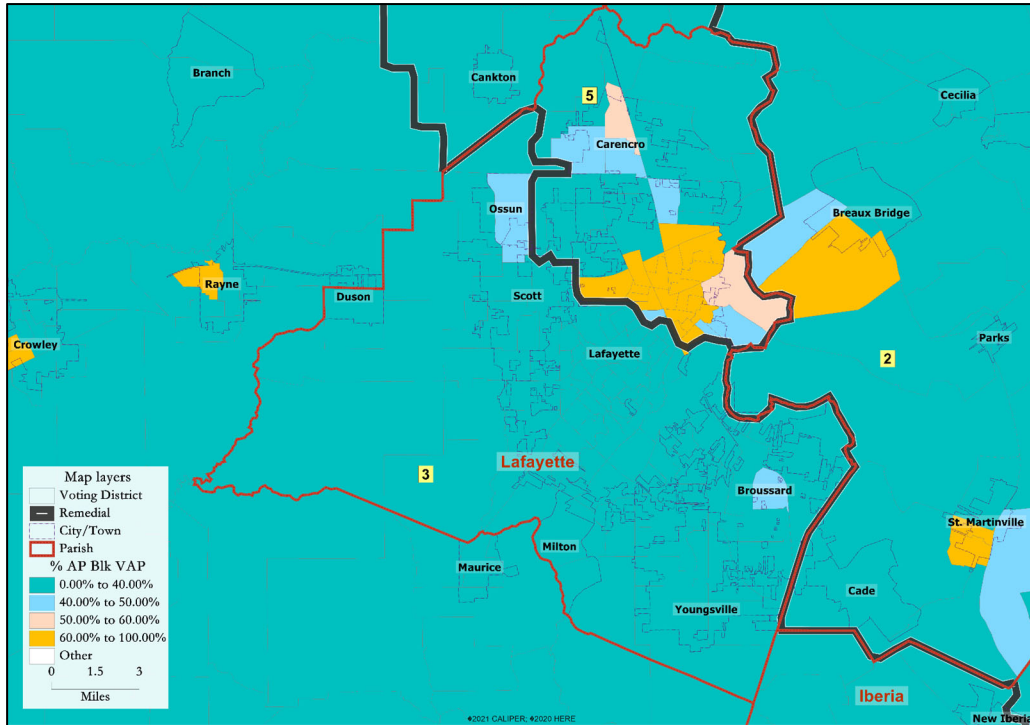 Branch
Cankton
5
Cecilia
Carencro
Ossun
Breaux Bridge
Rayne
Duson
Scott
Crowley
Lafayette
Parks
2
Lafayette
3
Broussard
St. Martinville
Maurice
Milton
Cade
Youngsville
Iberia
New Iberia
Map layers
Voting District
Remedial
City/Town
Parish
% AP Blk VAP
0.00% to 40.00%
40.00% to 50.00%
50.00% to 60.00%
60.00% to 100.00%
Other
0 1.5 3
Miles
�2021 CALIPER; �2020 HERE